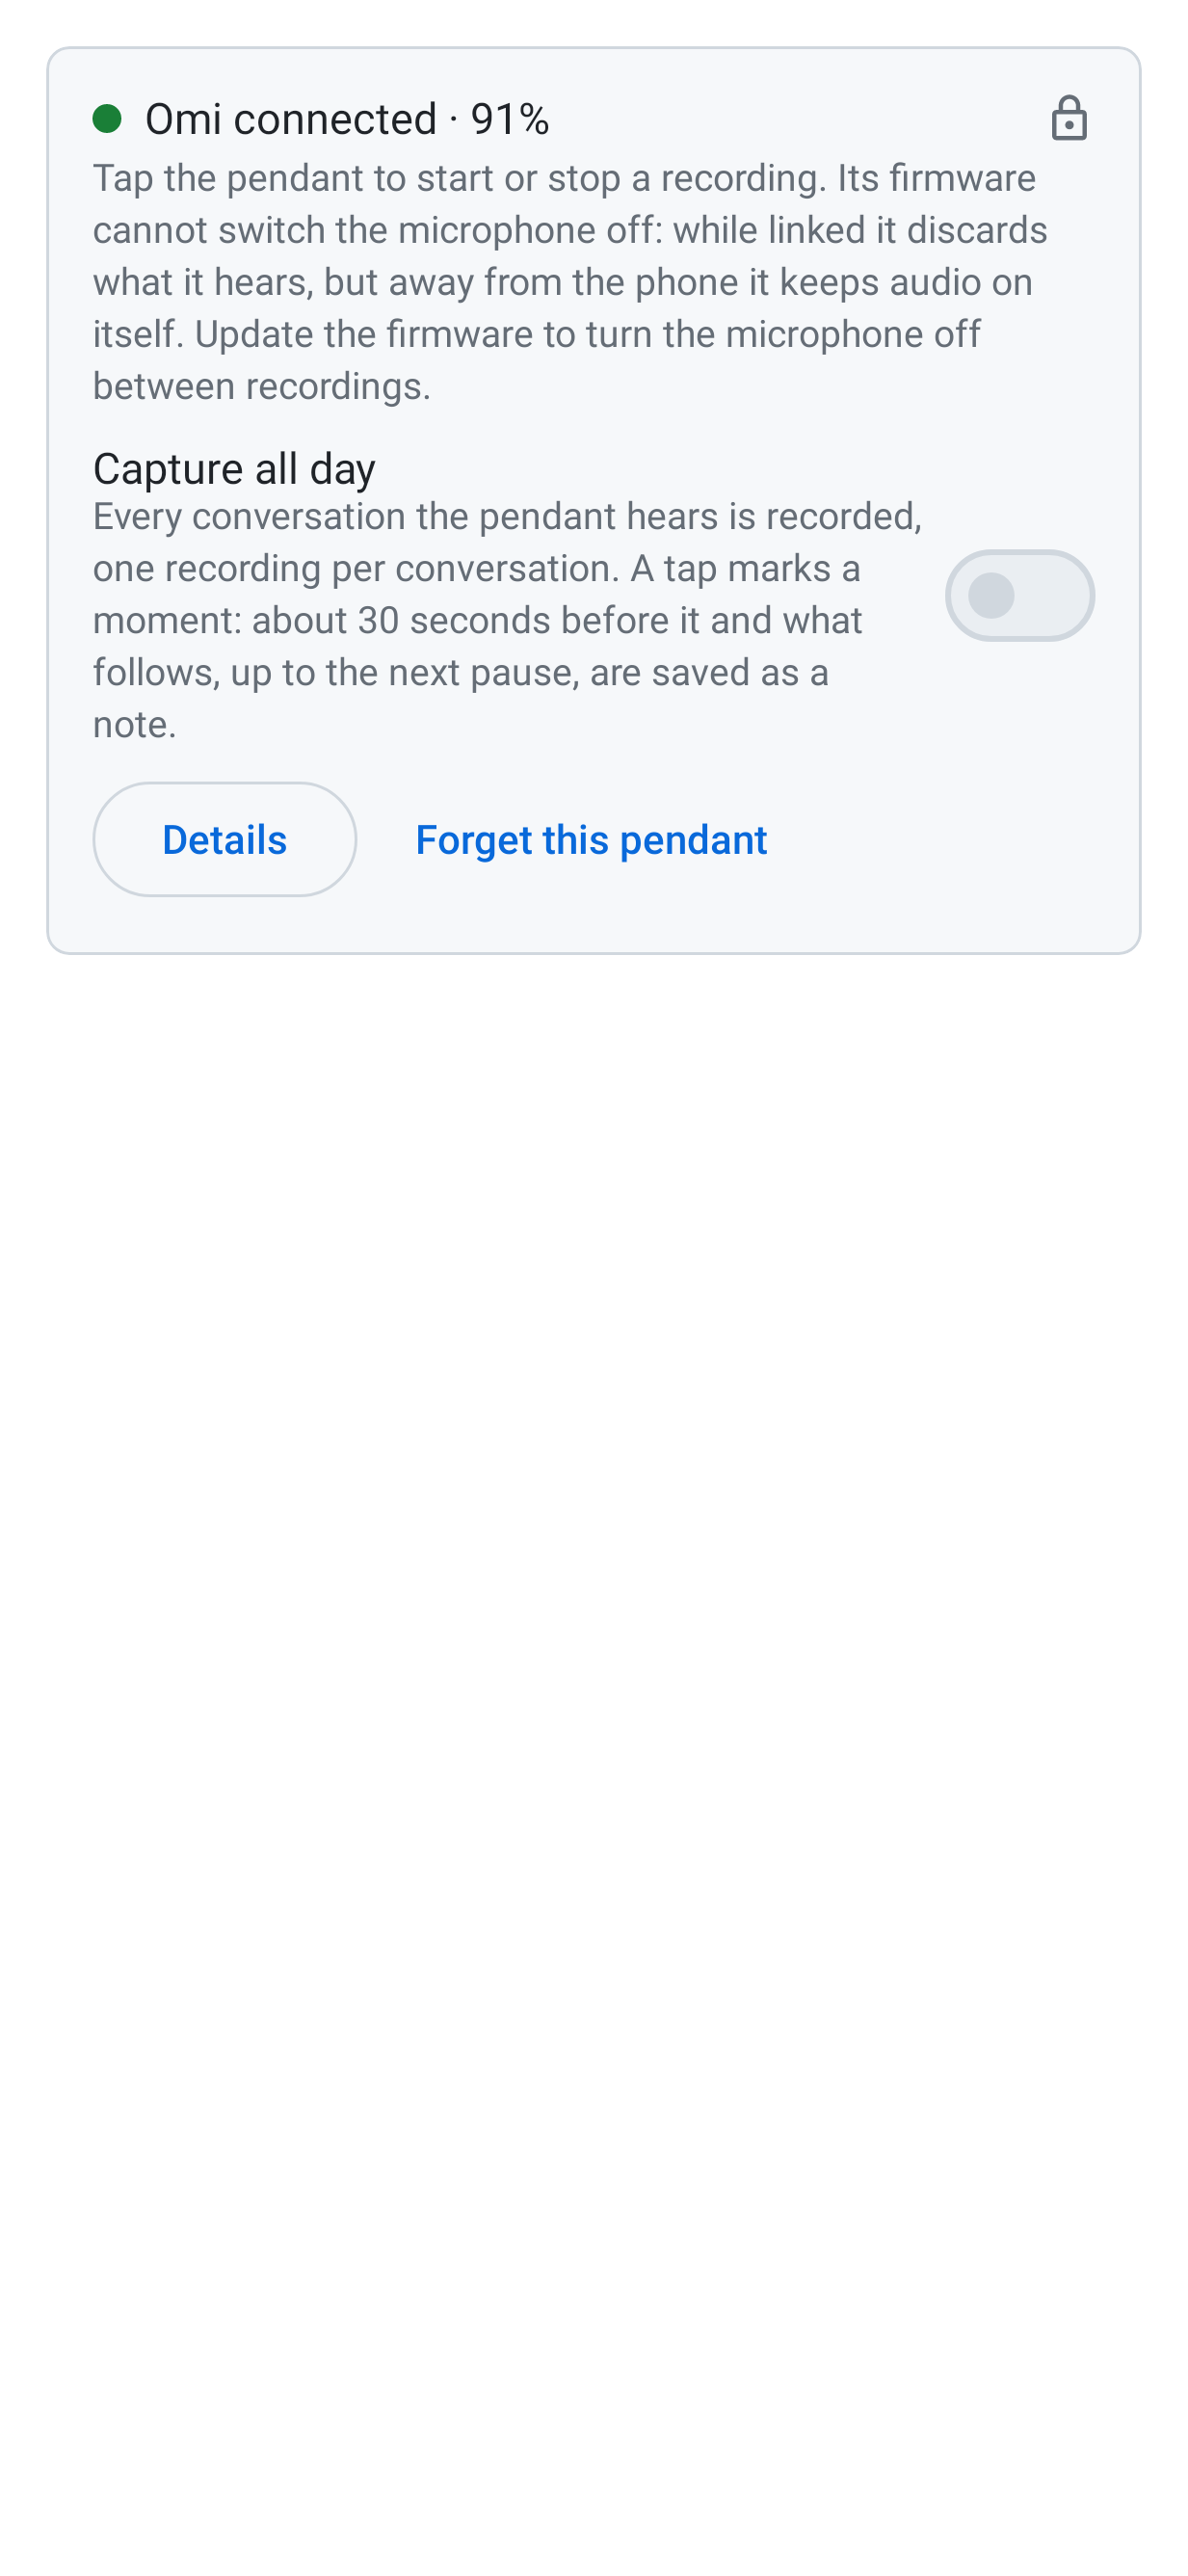 Omi connected · 91%
Tap the pendant to start or stop a recording. Its firmware
cannot switch the microphone off: while linked it discards
what it hears, but away from the phone it keeps audio on
itself. Update the firmware to turn the microphone off
between recordings.
Capture all day
Every conversation the pendant hears is recorded,
one recording per conversation. A tap marks a
moment: about 30 seconds before it and what
follows, up to the next pause, are saved as a
note.
Details
Forget this pendant